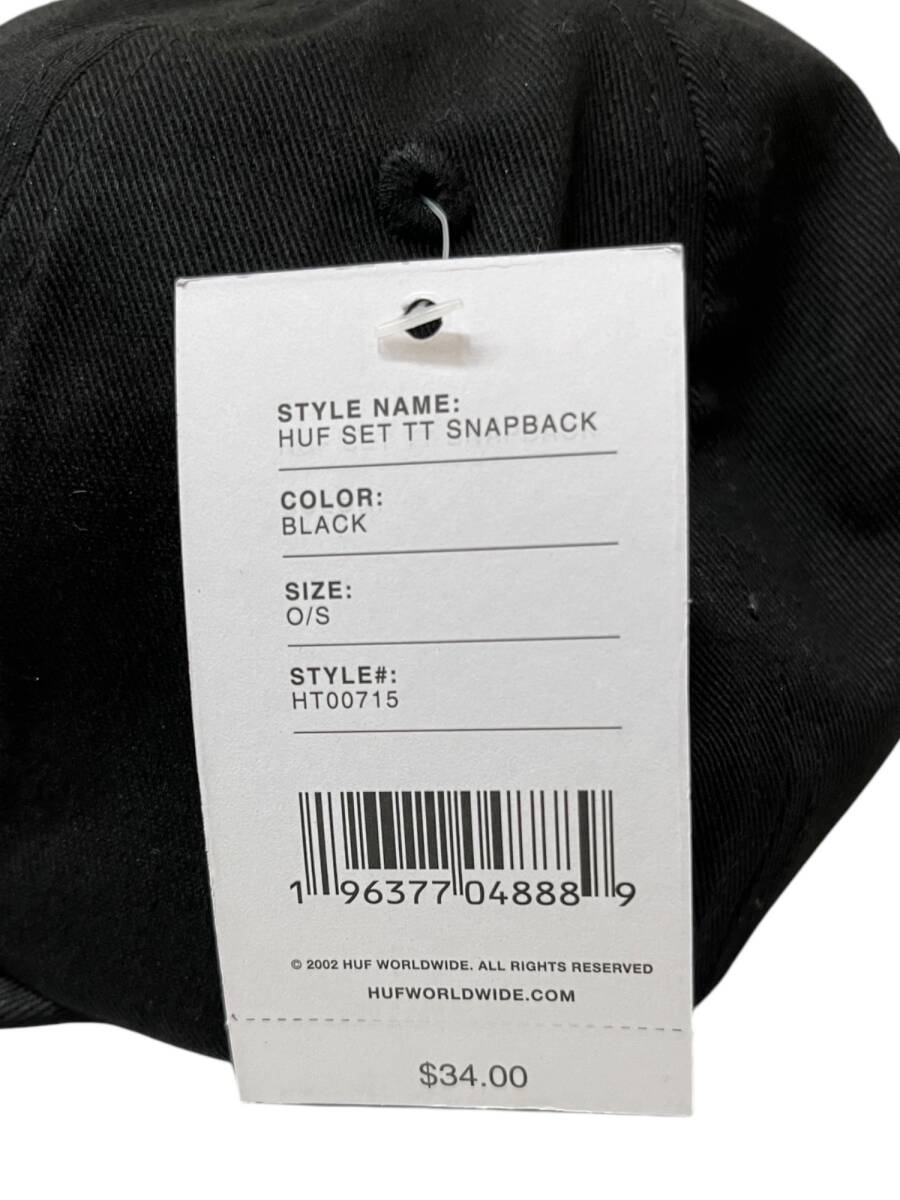 STYLE NAME:
HUF SET TT SNAPBACK
COLOR:
BLACK
SIZE:
O/S
STYLE#:
HT00715
1 96377 04888 9
© 2002 HUF WORLDWIDE. ALL RIGHTS RESERVED
HUFWORLDWIDE.COM
$34.00